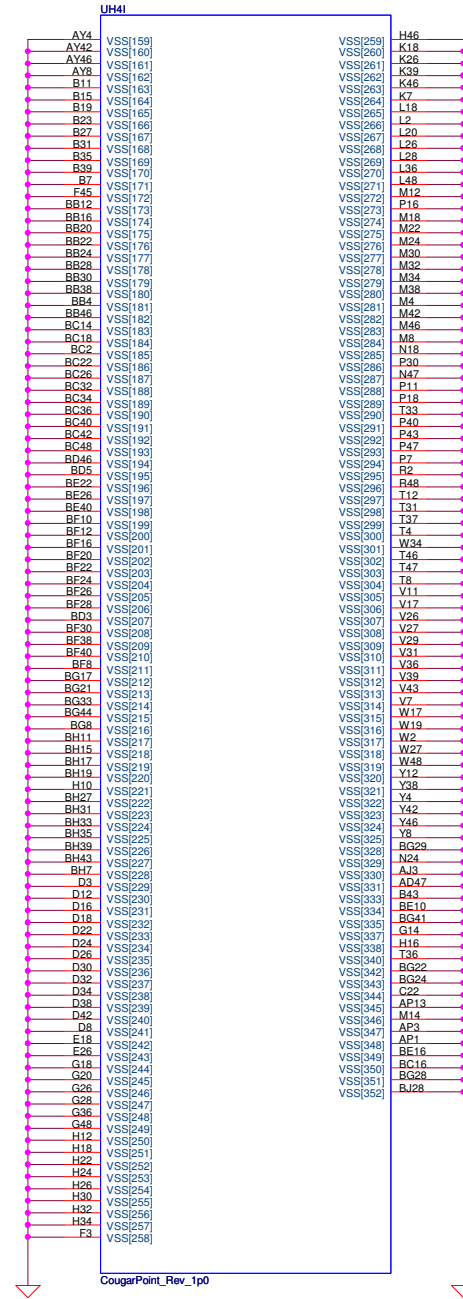 UH4I
AY4 VSS[159] VSS[259] H46
AY42 VSS[160] VSS[260] K18
AY46 VSS[161] VSS[261] K26
AY8 VSS[162] VSS[262] K39
B11 VSS[163] VSS[263] K46
B15 VSS[164] VSS[264] K7
B19 VSS[165] VSS[265] L18
B23 VSS[166] VSS[266] L2
B27 VSS[167] VSS[267] L20
B31 VSS[168] VSS[268] L26
B35 VSS[169] VSS[269] L28
B39 VSS[170] VSS[270] L36
B7 VSS[171] VSS[271] L48
F45 VSS[172] VSS[272] M12
BB12 VSS[173] VSS[273] P16
BB16 VSS[174] VSS[274] M18
BB20 VSS[175] VSS[275] M22
BB22 VSS[176] VSS[276] M24
BB24 VSS[177] VSS[277] M30
BB28 VSS[178] VSS[278] M32
BB30 VSS[179] VSS[279] M34
BB38 VSS[180] VSS[280] M38
BB4 VSS[181] VSS[281] M4
BB46 VSS[182] VSS[282] M42
BC14 VSS[183] VSS[283] M46
BC18 VSS[184] VSS[284] M8
BC2 VSS[185] VSS[285] N18
BC22 VSS[186] VSS[286] P30
BC26 VSS[187] VSS[287] N47
BC32 VSS[188] VSS[288] P11
BC34 VSS[189] VSS[289] P18
BC36 VSS[190] VSS[290] T33
BC40 VSS[191] VSS[291] P40
BC42 VSS[192] VSS[292] P43
BC48 VSS[193] VSS[293] P47
BD46 VSS[194] VSS[294] P7
BD5 VSS[195] VSS[295] R2
BE22 VSS[196] VSS[296] R48
BE26 VSS[197] VSS[297] T12
BE40 VSS[198] VSS[298] T31
BF10 VSS[199] VSS[299] T37
BF12 VSS[200] VSS[300] T4
BF16 VSS[201] VSS[301] W34
BF20 VSS[202] VSS[302] T46
BF22 VSS[203] VSS[303] T47
BF24 VSS[204] VSS[304] T8
BF26 VSS[205] VSS[305] V11
BF28 VSS[206] VSS[306] V17
BD3 VSS[207] VSS[307] V26
BF30 VSS[208] VSS[308] V27
BF38 VSS[209] VSS[309] V29
BF40 VSS[210] VSS[310] V31
BF8 VSS[211] VSS[311] V36
BG17 VSS[212] VSS[312] V39
BG21 VSS[213] VSS[313] V43
BG33 VSS[214] VSS[314] V7
BG44 VSS[215] VSS[315] W17
BG8 VSS[216] VSS[316] W19
BH11 VSS[217] VSS[317] W2
BH15 VSS[218] VSS[318] W27
BH17 VSS[219] VSS[319] W48
BH19 VSS[220] VSS[320] Y12
H10 VSS[221] VSS[321] Y38
BH27 VSS[222] VSS[322] Y4
BH31 VSS[223] VSS[323] Y42
BH33 VSS[224] VSS[324] Y46
BH35 VSS[225] VSS[325] Y8
BH39 VSS[226] VSS[328] BG29
BH43 VSS[227] VSS[329] N24
BH7 VSS[228] VSS[330] AJ3
D3 VSS[229] VSS[331] AD47
D12 VSS[230] VSS[333] B43
D16 VSS[231] VSS[334] BE10
D18 VSS[232] VSS[335] BG41
D22 VSS[233] VSS[337] G14
D24 VSS[234] VSS[338] H16
D26 VSS[235] VSS[340] T36
D30 VSS[236] VSS[342] BG22
D32 VSS[237] VSS[343] BG24
D34 VSS[238] VSS[344] C22
D38 VSS[239] VSS[345] AP13
D42 VSS[240] VSS[346] M14
D8 VSS[241] VSS[347] AP3
E18 VSS[242] VSS[348] AP1
E26 VSS[243] VSS[349] BE16
G18 VSS[244] VSS[350] BC16
G20 VSS[245] VSS[351] BG28
G26 VSS[246] VSS[352] BJ28
G28 VSS[247]
G36 VSS[248]
G48 VSS[249]
H12 VSS[250]
H18 VSS[251]
H22 VSS[252]
H24 VSS[253]
H26 VSS[254]
H30 VSS[255]
H32 VSS[256]
H34 VSS[257]
F3 VSS[258]
CougarPoint_Rev_1p0